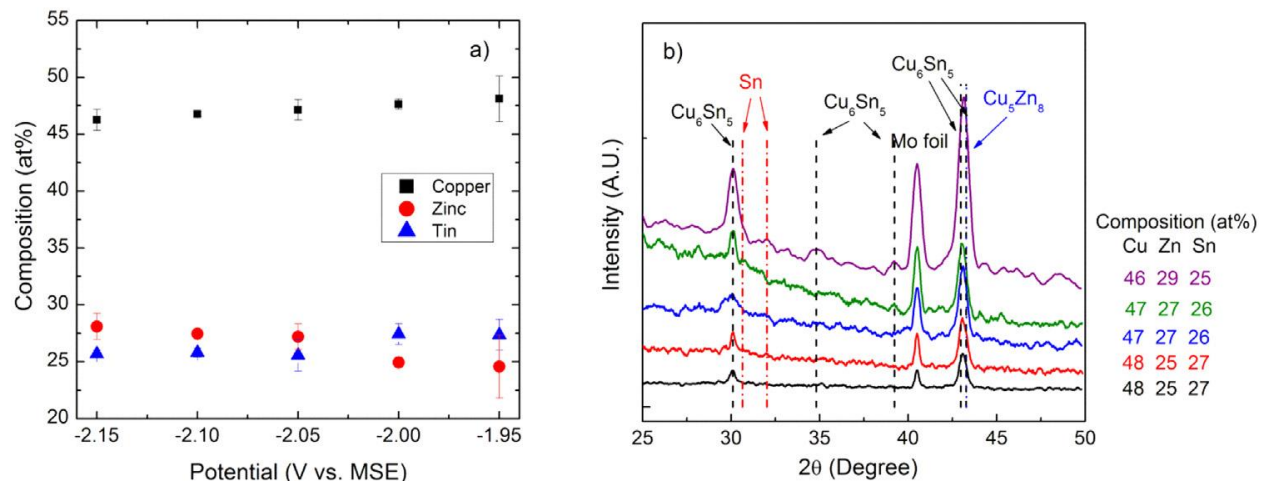 a)
55
50
45
40
35
30
25
20
Composition (at%)
Copper
Zinc
Tin
-2.15 -2.10 -2.05 -2.00 -1.95
Potential (V vs. MSE)
b)
Cu₆Sn₅
Sn
Cu₆Sn₅
Cu₆Sn₅
Cu₅Zn₈
Mo foil
Intensity (A.U.)
25 30 35 40 45 50
2θ (Degree)
Composition (at%)
Cu Zn Sn
46 29 25
47 27 26
47 27 26
48 25 27
48 25 27